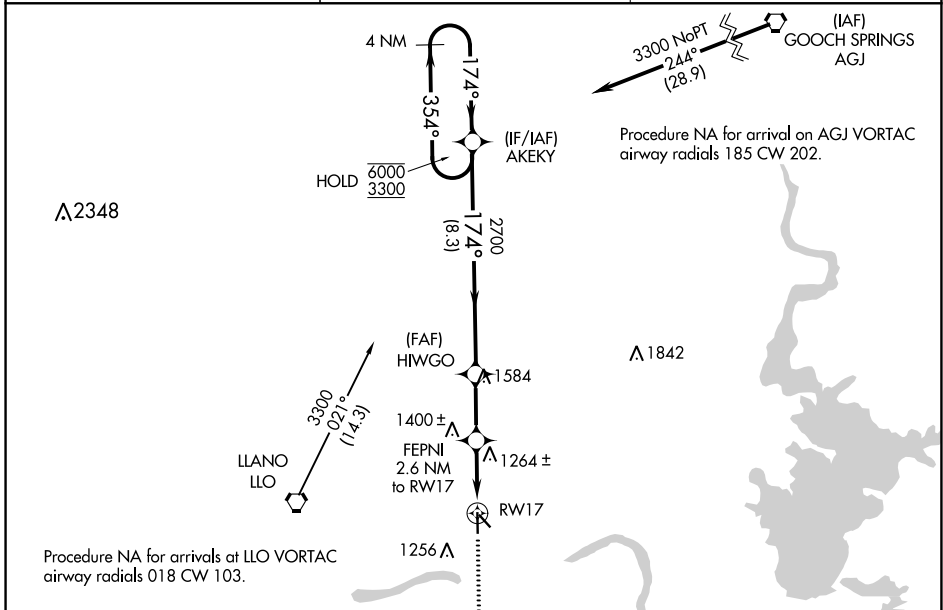 4 NM
174°
354°
(IF/IAF)
AKEKY
HOLD 6000
3300
3300 NoPT
244°
(28.9)
(IAF)
GOOCH SPRINGS
AGJ
Procedure NA for arrival on AGJ VORTAC
airway radials 185 CW 202.
2348
2700
174°
(8.3)
(FAF)
HIWGO
1584
1842
3300
021°
(14.3)
1400 ±
FEPNI
2.6 NM
to RW17
1264 ±
LLANO
LLO
RW17
1256
Procedure NA for arrivals at LLO VORTAC
airway radials 018 CW 103.